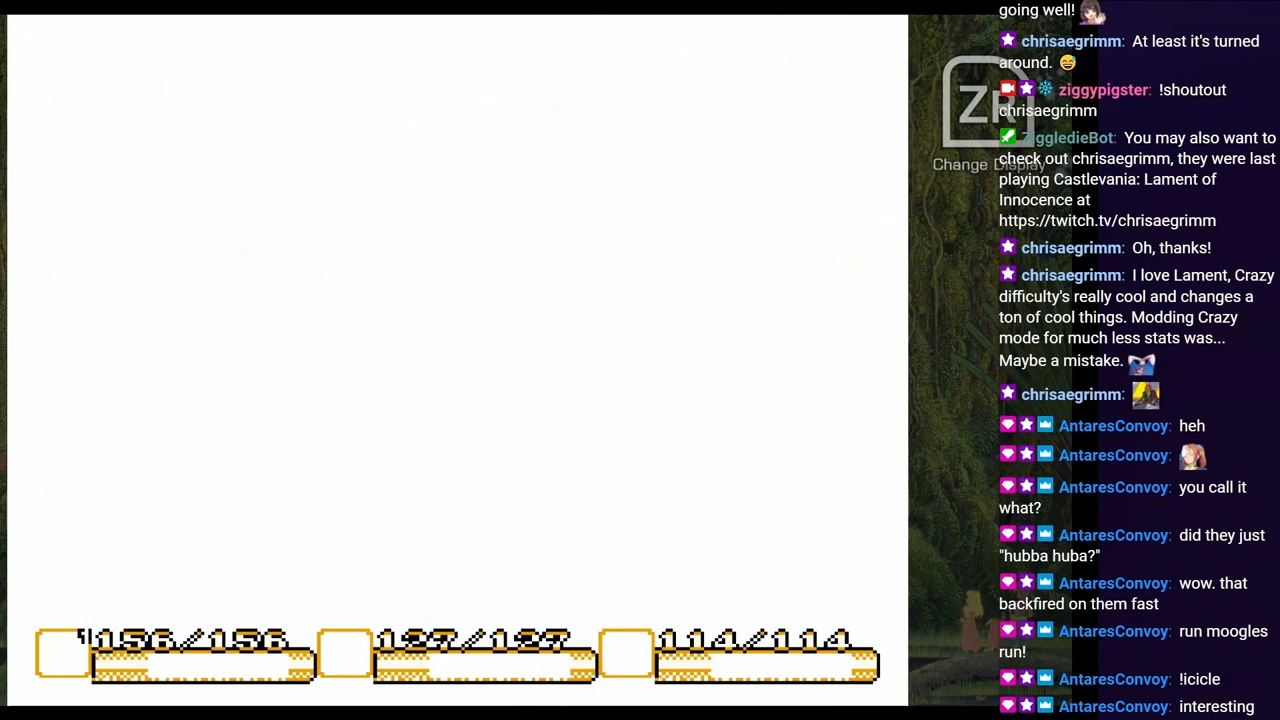 going well!
chrisaegrimm: At least it's turned
around.
ziggypigster: !shoutout
chrisaegrimm
ZiggledieBot: You may also want to
check out chrisaegrimm, they were last
playing Castlevania: Lament of
Innocence at
https://twitch.tv/chrisaegrimm
chrisaegrimm: Oh, thanks!
chrisaegrimm: I love Lament, Crazy
difficulty's really cool and changes a
ton of cool things. Modding Crazy
mode for much less stats was...
Maybe a mistake.
chrisaegrimm:
AntaresConvoy: heh
AntaresConvoy:
AntaresConvoy: you call it
what?
AntaresConvoy: did they just
"hubba huba?"
AntaresConvoy: wow. that
backfired on them fast
AntaresConvoy: run moogles
run!
AntaresConvoy: !icicle
AntaresConvoy: interesting
ZR
Change Display
114/114